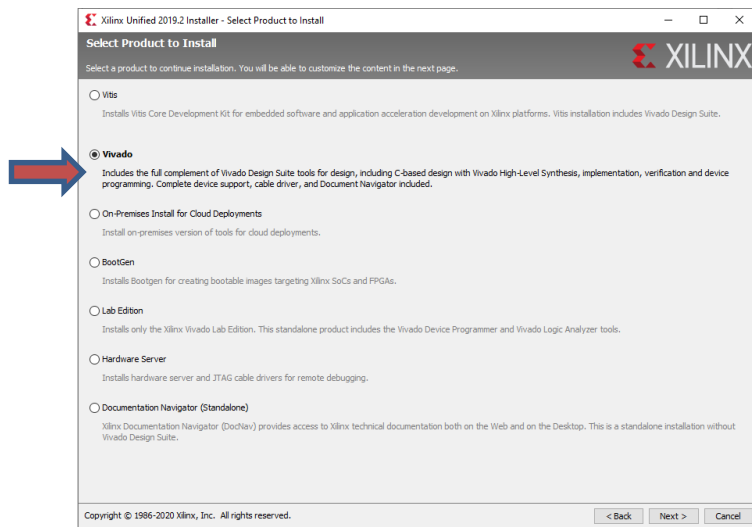 Xilinx Unified 2019.2 Installer - Select Product to Install
Select Product to Install
XILINX
Select a product to continue installation. You will be able to customize the content in the next page.
Vitis
Installs Vitis Core Development Kit for embedded software and application acceleration development on Xilinx platforms. Vitis installation includes Vivado Design Suite.
Vivado
Includes the full complement of Vivado Design Suite tools for design, including C-based design with Vivado High-Level Synthesis, implementation, verification and device
programming. Complete device support, cable driver, and Document Navigator included.
On-Premises Install for Cloud Deployments
Install on-premises version of tools for cloud deployments.
BootGen
Installs Bootgen for creating bootable images targeting Xilinx SoCs and FPGAs.
Lab Edition
Installs only the Xilinx Vivado Lab Edition. This standalone product includes the Vivado Device Programmer and Vivado Logic Analyzer tools.
Hardware Server
Installs hardware server and JTAG cable drivers for remote debugging.
Documentation Navigator (Standalone)
Xilinx Documentation Navigator (DocNav) provides access to Xilinx technical documentation both on the Web and on the Desktop. This is a standalone installation without
Vivado Design Suite.
Copyright © 1986-2020 Xilinx, Inc. All rights reserved.
< Back Next > Cancel